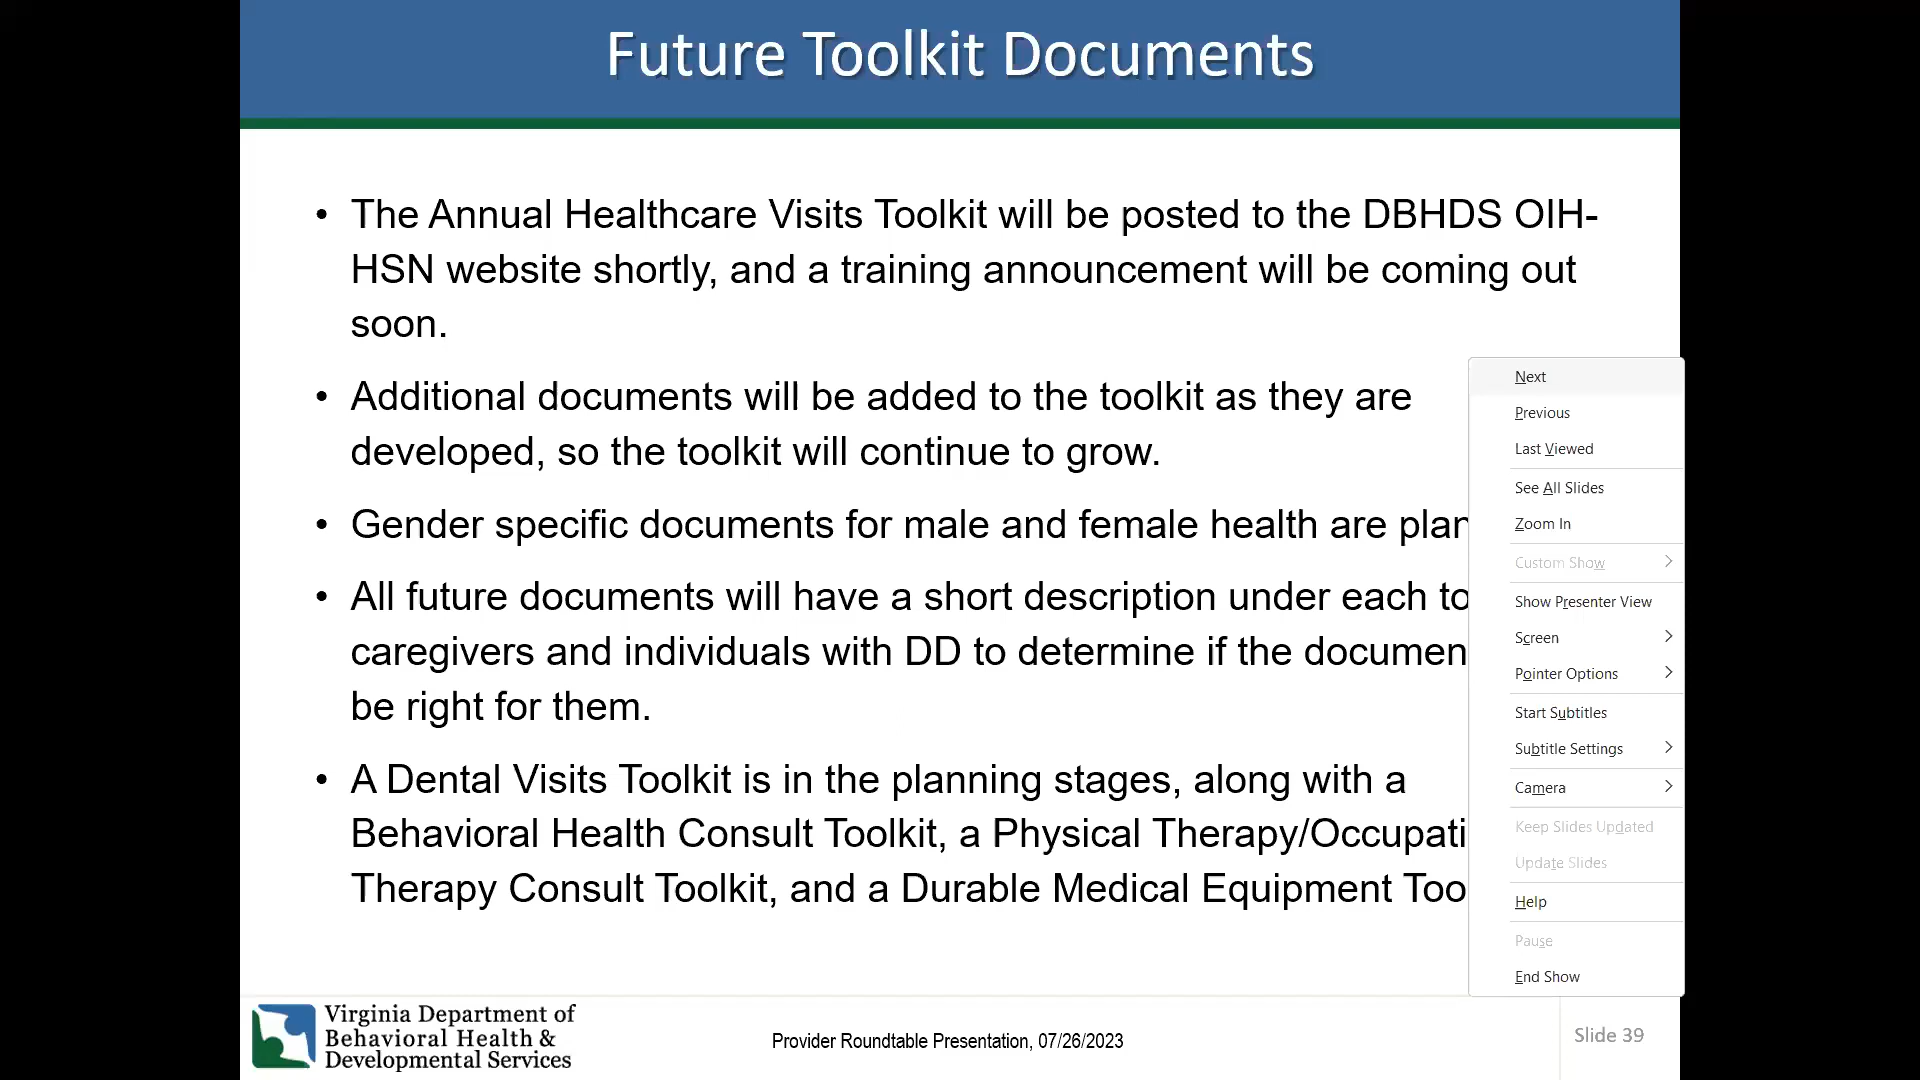 Future Toolkit Documents
• The Annual Healthcare Visits Toolkit will be posted to the DBHDS OIH-
HSN website shortly, and a training announcement will be coming out
soon.
• Additional documents will be added to the toolkit as they are
developed, so the toolkit will continue to grow.
• Gender specific documents for male and female health are plan
• All future documents will have a short description under each to
caregivers and individuals with DD to determine if the documen
be right for them.
• A Dental Visits Toolkit is in the planning stages, along with a
Behavioral Health Consult Toolkit, a Physical Therapy/Occupati
Therapy Consult Toolkit, and a Durable Medical Equipment Too
Next
Previous
Last Viewed
See All Slides
Zoom In
Custom Show
Show Presenter View
Screen
Pointer Options
Start Subtitles
Subtitle Settings
Camera
Keep Slides Updated
Update Slides
Help
Pause
End Show
Virginia Department of
Behavioral Health &
Developmental Services
Provider Roundtable Presentation, 07/26/2023
Slide 39